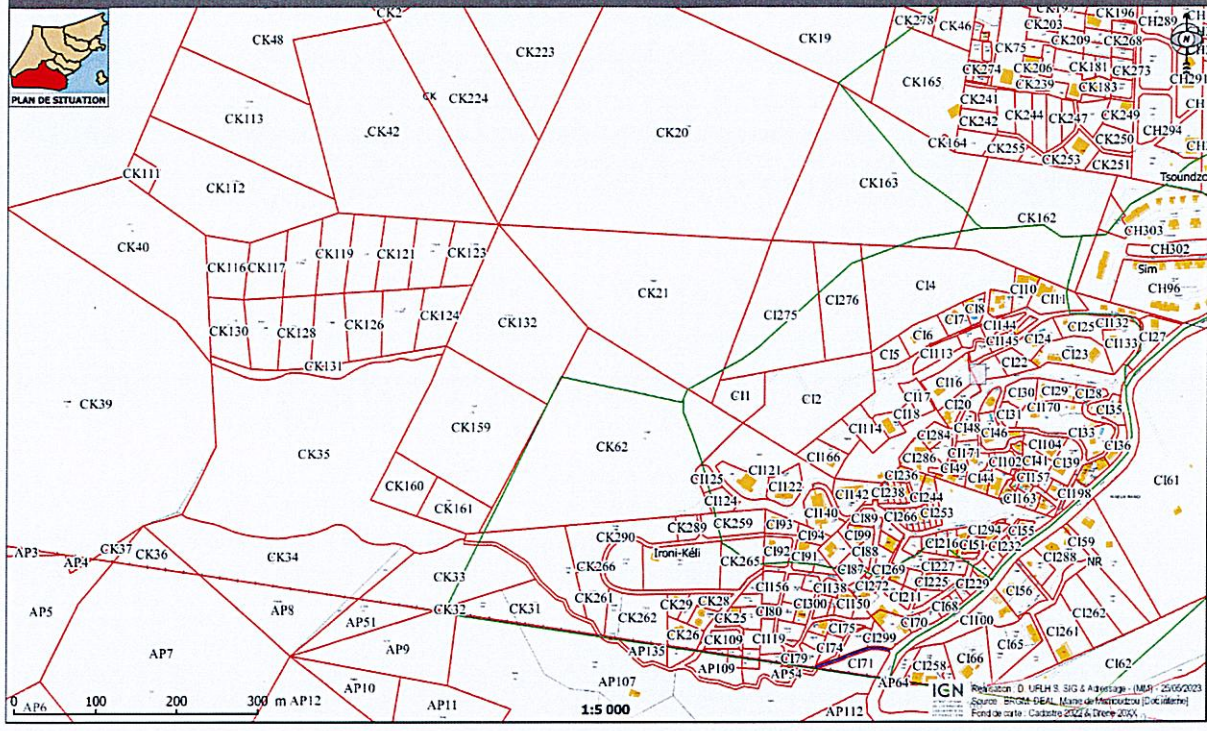 CK2 CK197 CK196
CK48 CK223 CK19 CK278 CK46 CK203 CH289
PLAN DE SITUATION
CK75 CK209 CK268 N
CK165 CK274 CK206 CK181 CK273 CH291
CK239 CK183
CK CK224 CK241
CK113 CK242 CK244 CK247 CK249
CK42 CK20 CH294
CK164 CK255 CK253 CK250
CK251
CK111 CK112 CK163 Tsoundzo
CK162
CK40 CH303
CH302
CK119 CK121 CK123
CK116 CK117 Sim
CK21 CI276 CI4 CI10 CH96
CI11
CK130 CK128 CK126 CK124 CK132 CI275 CI8
CI7 CI144 CI25 CI132
CI6 CI145 CI24 CI133 CI27
CI5 CI113 CI23
CK131 CI22
CI16
CK39 CI1 CI2 CI17 CI30 CI29 CI28
CI18 CI20 CI31 CI170 CI35
CK159 CI114 CI48
CI284 CI46 CI33 CI36
CK35 CK62 CI104
CI166 CI286 CI171 CI102 CI41 CI39
CI49
CI121 CI236 CI44 CI157
CI125 CI122 CI61
CK160 CI142 CI238 CI163 CI198
CI124 CI244
CK161 CI140 CI253
CI89 CI266
CK289 CK259 CI93
CK290 CI94 CI99 CI294 CI55
CK37 CK36 CK34 Ironi-Kéli CI92 CI91 CI88 CI216 CI51 CI232 CI59
AP3 CK265 CI288
AP4 CK266 CI87 CI269 CI227 NR
CK33 CI156 CI138 CI272 CI225 CI229
CI56
CK261 CK29 CK28 CI211
AP5 AP8 CK32 CK31 CI80 CI300 CI150 CI68 CI262
CK262 CK25 CI100
AP51 CK26 CK109 CI119 CI75 CI70 CI261
AP9 AP135 CI74 CI299 CI65
AP7 CI79 CI71 CI62
AP109 AP54 CI258 CI66
AP10 AP107 AP64
AP6 AP12 AP11 AP112
0 100 200 300 m
1:5 000
IGN
25/05/2023